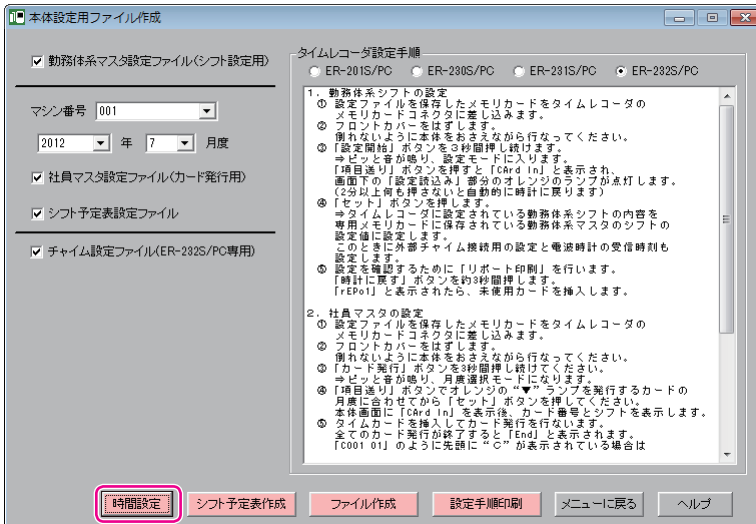 本体設定用ファイル作成
勤務体系マスタ設定ファイル(シフト設定用)
マシン番号 001
2012 年 7 月度
社員マスタ設定ファイル(カード発行用)
シフト予定表設定ファイル
チャイム設定ファイル(ER-232S/PC専用)
タイムレコーダ設定手順
ER-201S/PC ER-230S/PC ER-231S/PC ER-232S/PC
1. 勤務体系シフトの設定
① 設定ファイルを保存したメモリカードをタイムレコーダの
メモリカードコネクタに差し込みます。
② フロントカバーをはずします。
倒れないように本体をおさえながら行なってください。
③「設定開始」ボタンを3秒間押し続けます。
⇒ピッと音が鳴り、設定モードに入ります。
「項目送り」ボタンを押すと「CArd In」と表示され、
画面下の「設定読込み」部分のオレンジのランプが点灯します。
(2分以上何も押さないと自動的に時計に戻ります)
④「セット」ボタンを押します。
⇒タイムレコーダに設定されている勤務体系シフトの内容を
専用メモリカードに保存されている勤務体系マスタのシフトの
設定値に設定します。
このときに外部チャイム接続用の設定と電波時計の受信時刻も
設定します。
⑤ 設定を確認するために「リポート印刷」を行います。
「時計に戻す」ボタンを約3秒間押します。
「rEPo1」と表示されたら、未使用カードを挿入します。
2. 社員マスタの設定
① 設定ファイルを保存したメモリカードをタイムレコーダの
メモリカードコネクタに差し込みます。
② フロントカバーをはずします。
倒れないように本体をおさえながら行なってください。
③「カード発行」ボタンを3秒間押し続けてください。
⇒ピッと音が鳴り、月度選択モードになります。
④「項目送り」ボタンでオレンジの“▼”ランプを発行するカードの
月度に合わせてから「セット」ボタンを押してください。
本体画面に「CArd In」を表示後、カード番号とシフトを表示します。
⑤ タイムカードを挿入してカード発行を行ないます。
全てのカード発行が終了すると「End」と表示されます。
「C001 01」のように先頭に“C”が表示されている場合は
時間設定 シフト予定表作成 ファイル作成 設定手順印刷 メニューに戻る ヘルプ